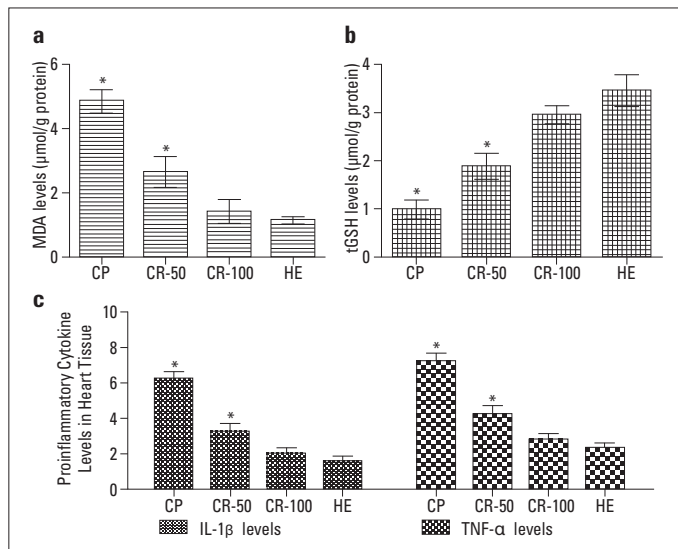 a
MDA levels (µmol/g protein)
6
4
2
0
*
*
CP
CR-50
CR-100
HE
b
tGSH levels (µmol/g protein)
4
3
2
1
0
*
*
CP
CR-50
CR-100
HE
c
Proinflammatory Cytokine
Levels in Heart Tissue
10
8
6
4
2
0
*
*
*
*
CP
CR-50
CR-100
HE
CP
CR-50
CR-100
HE
IL-1β levels
TNF-α levels